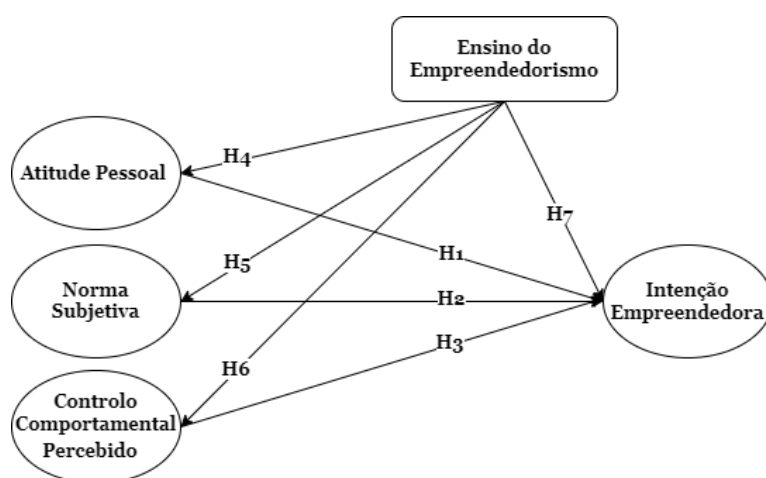 Ensino do
Empreendedorismo
H4
Atitude Pessoal
H7
H5
H1
Norma
Subjetiva
H2
Intenção
Empreendedora
H3
H6
Controlo
Comportamental
Percebido